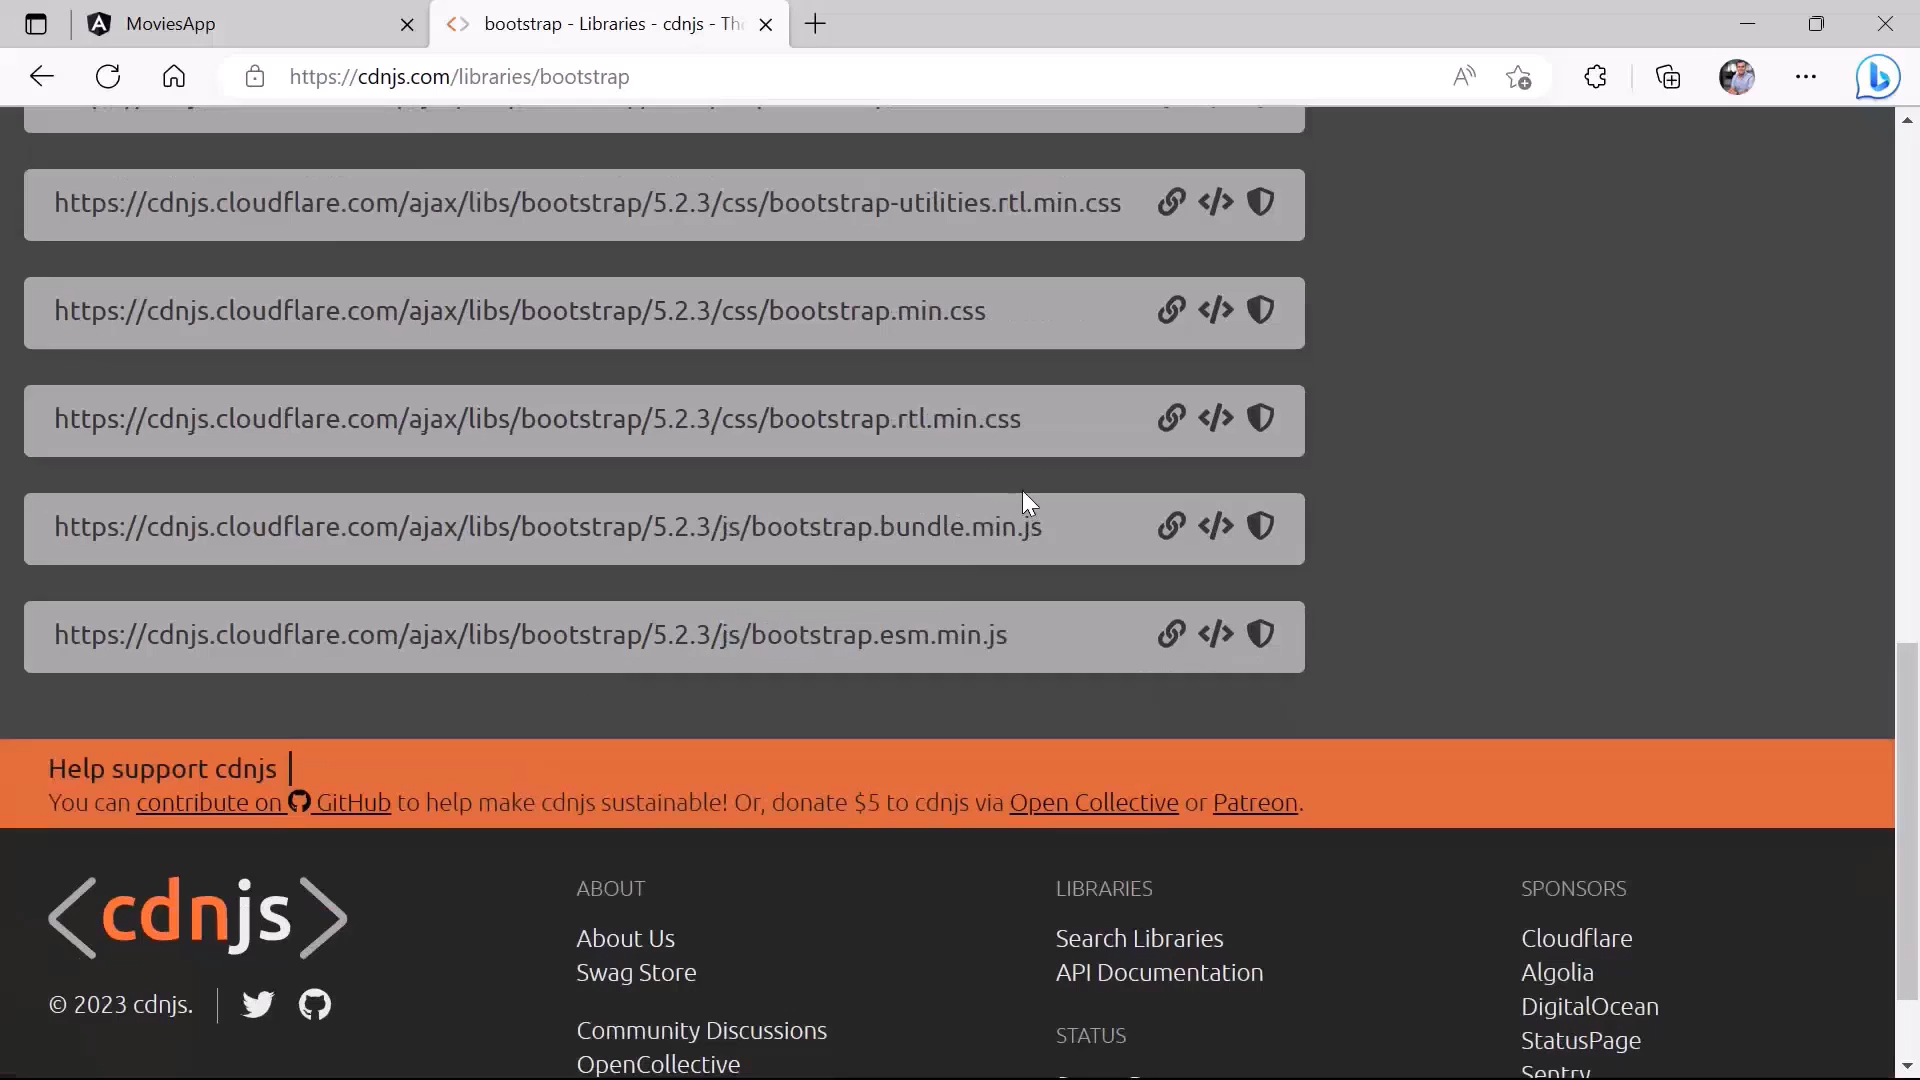 MoviesApp
bootstrap - Libraries - cdnjs - Th
https://cdnjs.com/libraries/bootstrap
https://cdnjs.cloudflare.com/ajax/libs/bootstrap/5.2.3/css/bootstrap-utilities.rtl.min.css
https://cdnjs.cloudflare.com/ajax/libs/bootstrap/5.2.3/css/bootstrap.min.css
https://cdnjs.cloudflare.com/ajax/libs/bootstrap/5.2.3/css/bootstrap.rtl.min.css
https://cdnjs.cloudflare.com/ajax/libs/bootstrap/5.2.3/js/bootstrap.bundle.min.js
https://cdnjs.cloudflare.com/ajax/libs/bootstrap/5.2.3/js/bootstrap.esm.min.js
Help support cdnjs
You can contribute on GitHub to help make cdnjs sustainable! Or, donate $5 to cdnjs via Open Collective or Patreon.
<cdnjs>
© 2023 cdnjs.
ABOUT
About Us
Swag Store
Community Discussions
OpenCollective
LIBRARIES
Search Libraries
API Documentation
STATUS
SPONSORS
Cloudflare
Algolia
DigitalOcean
StatusPage
Sentry